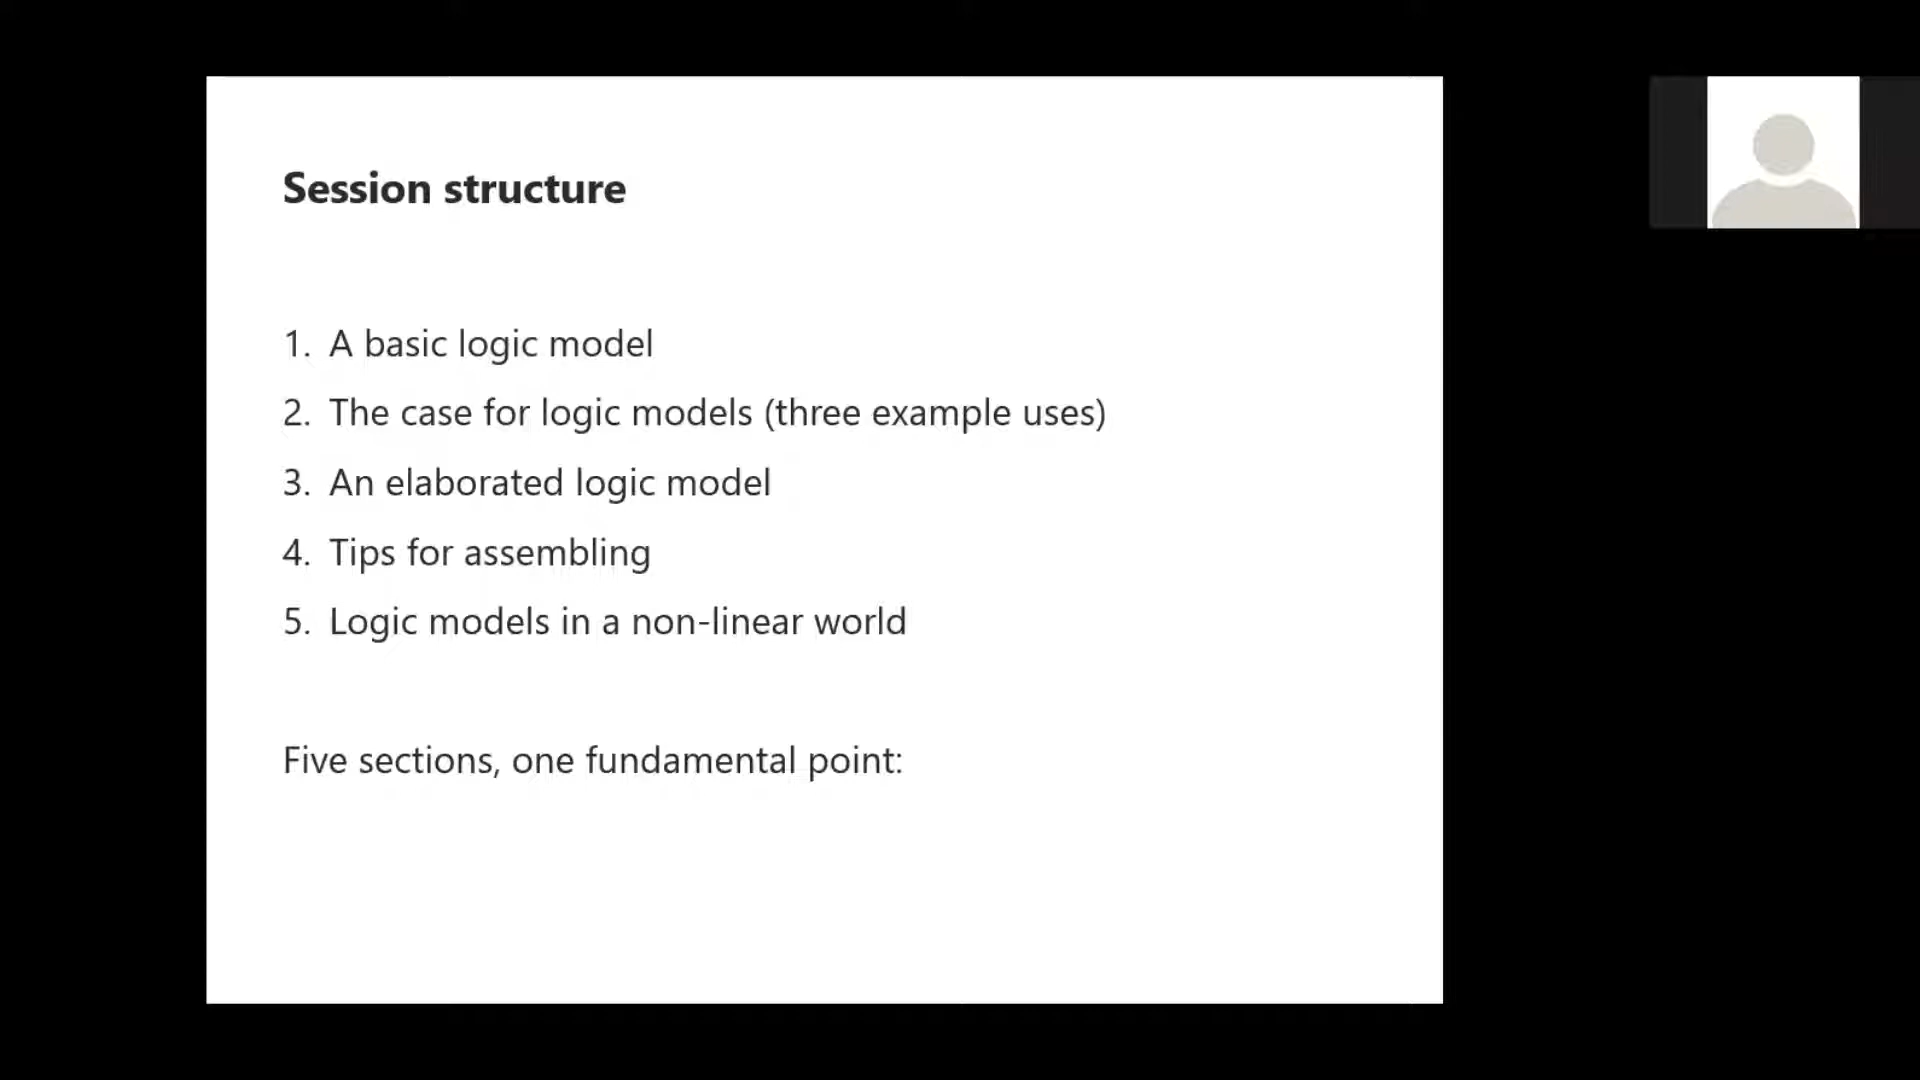 Session structure
1. A basic logic model
2. The case for logic models (three example uses)
3. An elaborated logic model
4. Tips for assembling
5. Logic models in a non-linear world
Five sections, one fundamental point: